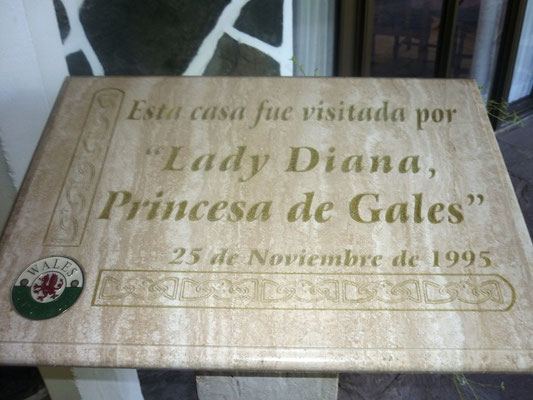 Esta casa fue visitada por
“Lady Diana,
Princesa de Gales”
25 de Noviembre de 1995
WALES